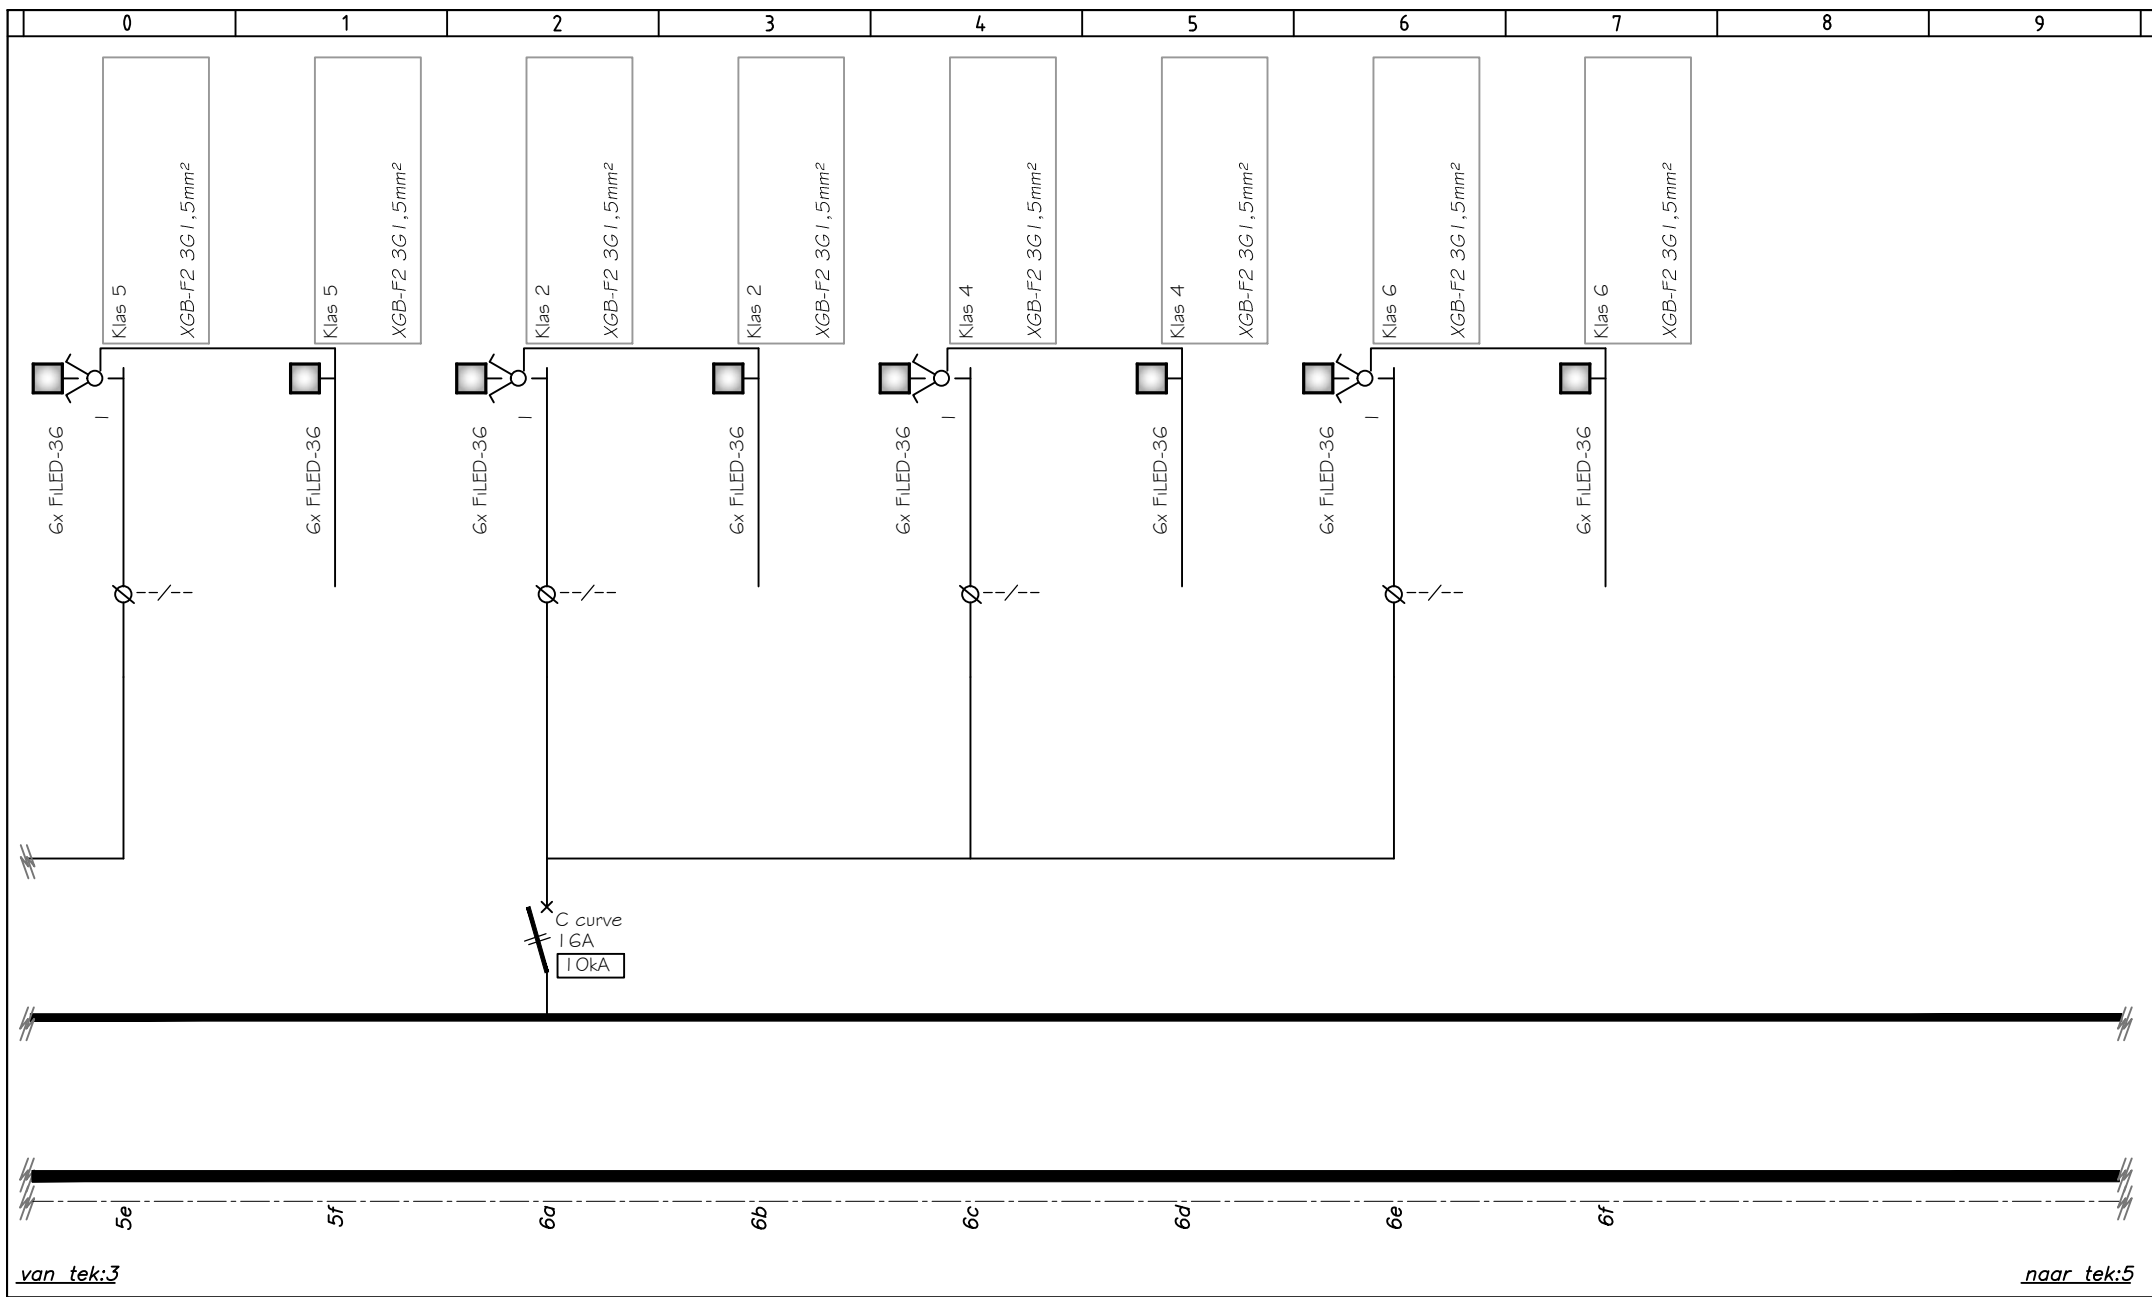 0 1 2 3 4 5 6 7 8 9
Klas 5
XGB-F2 3G1,5mm²
Klas 5
XGB-F2 3G1,5mm²
Klas 2
XGB-F2 3G1,5mm²
Klas 2
XGB-F2 3G1,5mm²
Klas 4
XGB-F2 3G1,5mm²
Klas 4
XGB-F2 3G1,5mm²
Klas 6
XGB-F2 3G1,5mm²
Klas 6
XGB-F2 3G1,5mm²
6x FiLED-36
6x FiLED-36
6x FiLED-36
6x FiLED-36
6x FiLED-36
6x FiLED-36
6x FiLED-36
6x FiLED-36
--/--
--/--
--/--
--/--
C curve
16A
10kA
5e 5f 6a 6b 6c 6d 6e 6f
van tek:3
naar tek:5